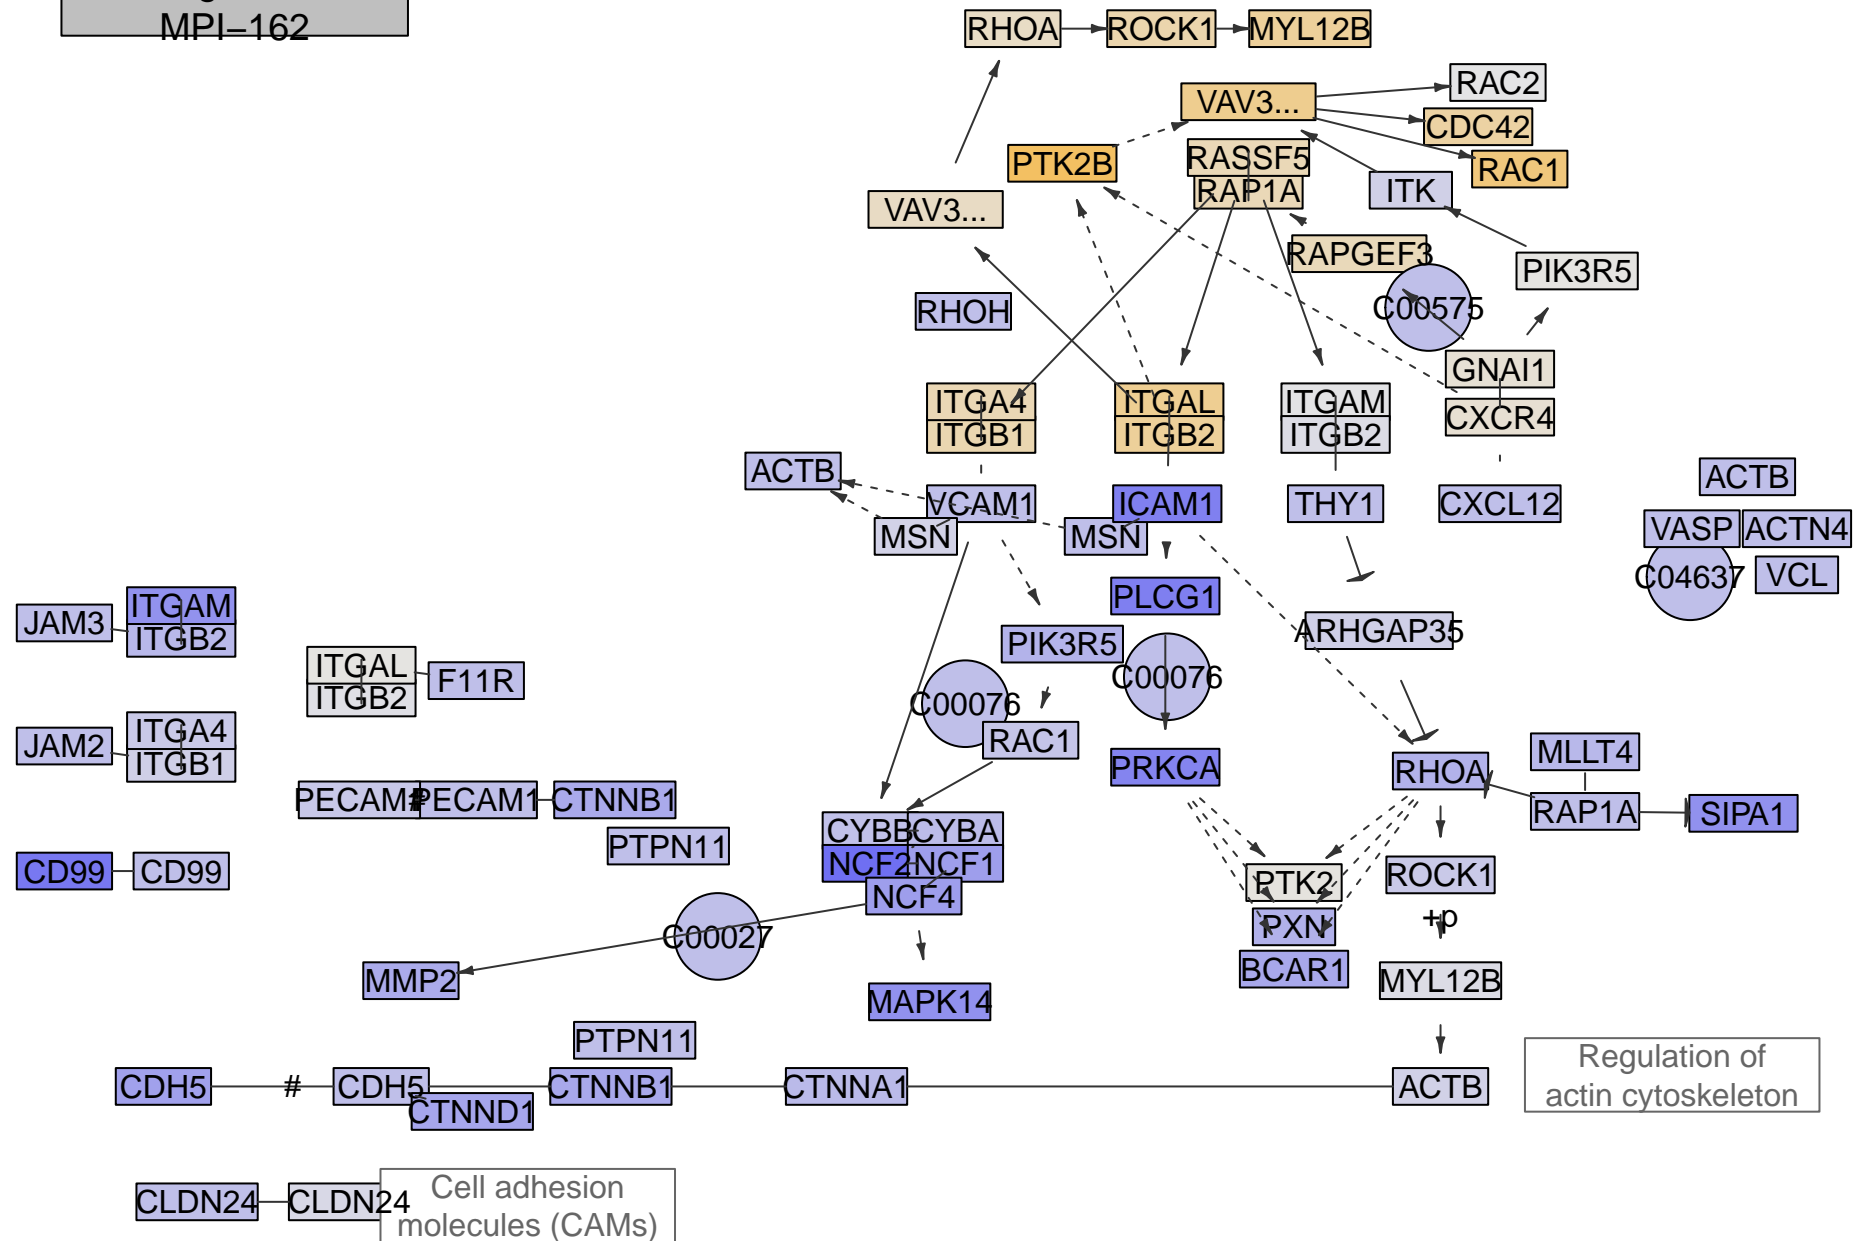 MPI−162
RHOA
ROCK1
MYL12B
RAC2
VAV3...
CDC42
PTK2B
RASSF5
RAC1
RAP1A
ITK
VAV3...
RAPGEF3
PIK3R5
RHOH
C00575
GNAI1
ITGA4
ITGAL
ITGAM
CXCR4
ITGB1
ITGB2
ITGB2
ACTB
ACTB
VCAM1
ICAM1
THY1
CXCL12
MSN
MSN
VASP
ACTN4
C04637
VCL
PLCG1
ITGAM
JAM3
ITGB2
ARHGAP35
PIK3R5
ITGAL
F11R
ITGB2
C00076
C00076
ITGA4
JAM2
ITGB1
RAC1
PRKCA
RHOA
MLLT4
PECAM1
#
PECAM1
CTNNB1
RAP1A
SIPA1
CYBB
CYBA
PTPN11
NCF2
NCF1
CD99
CD99
NCF4
PTK2
ROCK1
+p
PXN
C00027
BCAR1
MMP2
MYL12B
MAPK14
PTPN11
CDH5
#
CDH5
CTNNB1
CTNNA1
ACTB
CTNND1
Regulation of
actin cytoskeleton
CLDN24
CLDN24
Cell adhesion
molecules (CAMs)